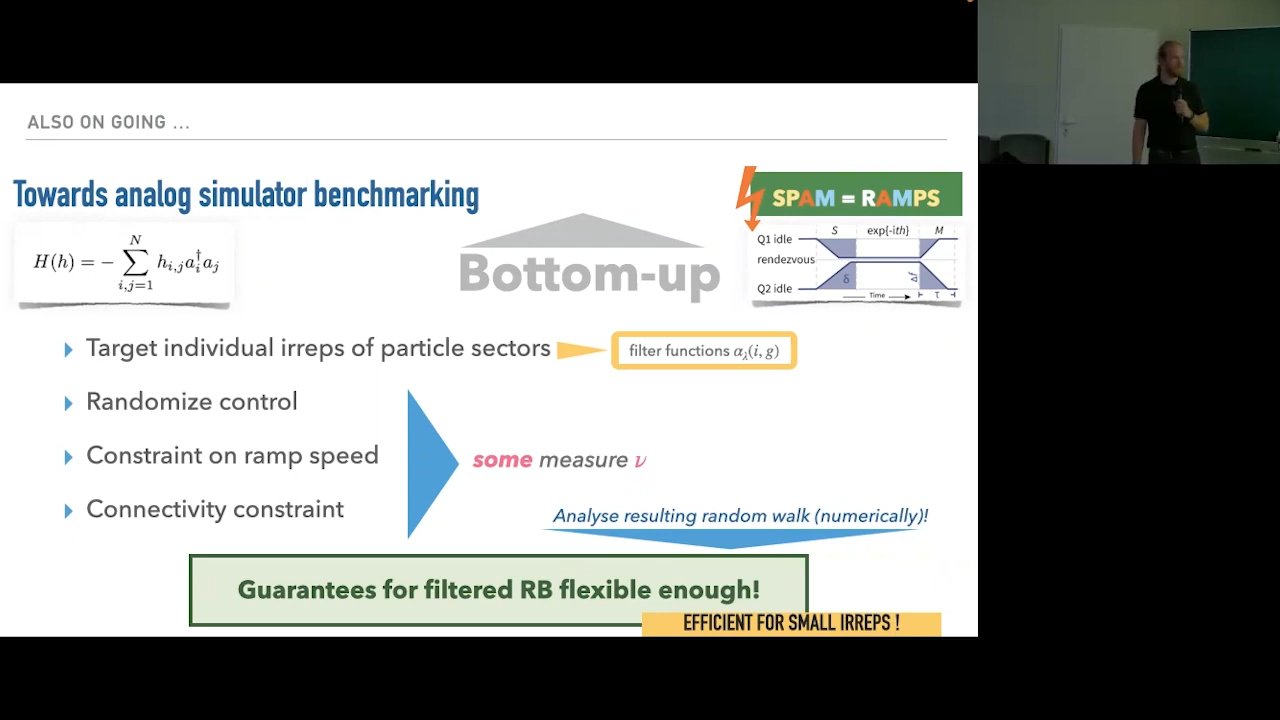 ALSO ON GOING ...
Towards analog simulator benchmarking
SPAM = RAMPS
H(h) = − ∑_{i,j=1}^{N} h_{i,j} a_i^† a_j
Bottom-up
S exp{-ith} M
Q1 idle
rendezvous
Q2 idle
δ
Δf
Time
τ
Target individual irreps of particle sectors
filter functions α_λ(i, g)
Randomize control
Constraint on ramp speed
some measure ν
Connectivity constraint
Analyse resulting random walk (numerically)!
Guarantees for filtered RB flexible enough!
EFFICIENT FOR SMALL IRREPS !